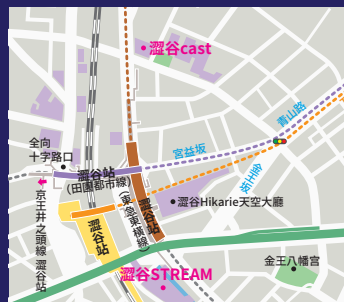 澀谷cast
青山路
全向
十字路口
宮益坂
澀谷站
(田園都市線)
金王坂
京王井之頭線 澀谷站
澀谷站
澀谷站
(東急東橫線)
澀谷Hikarie天空大廳
金王八幡宮
澀谷STREAM